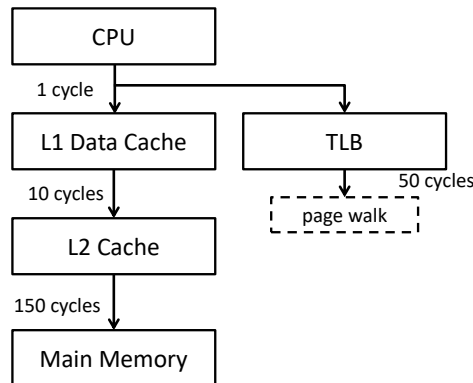 CPU
1 cycle
L1 Data Cache
TLB
10 cycles
50 cycles
page walk
L2 Cache
150 cycles
Main Memory